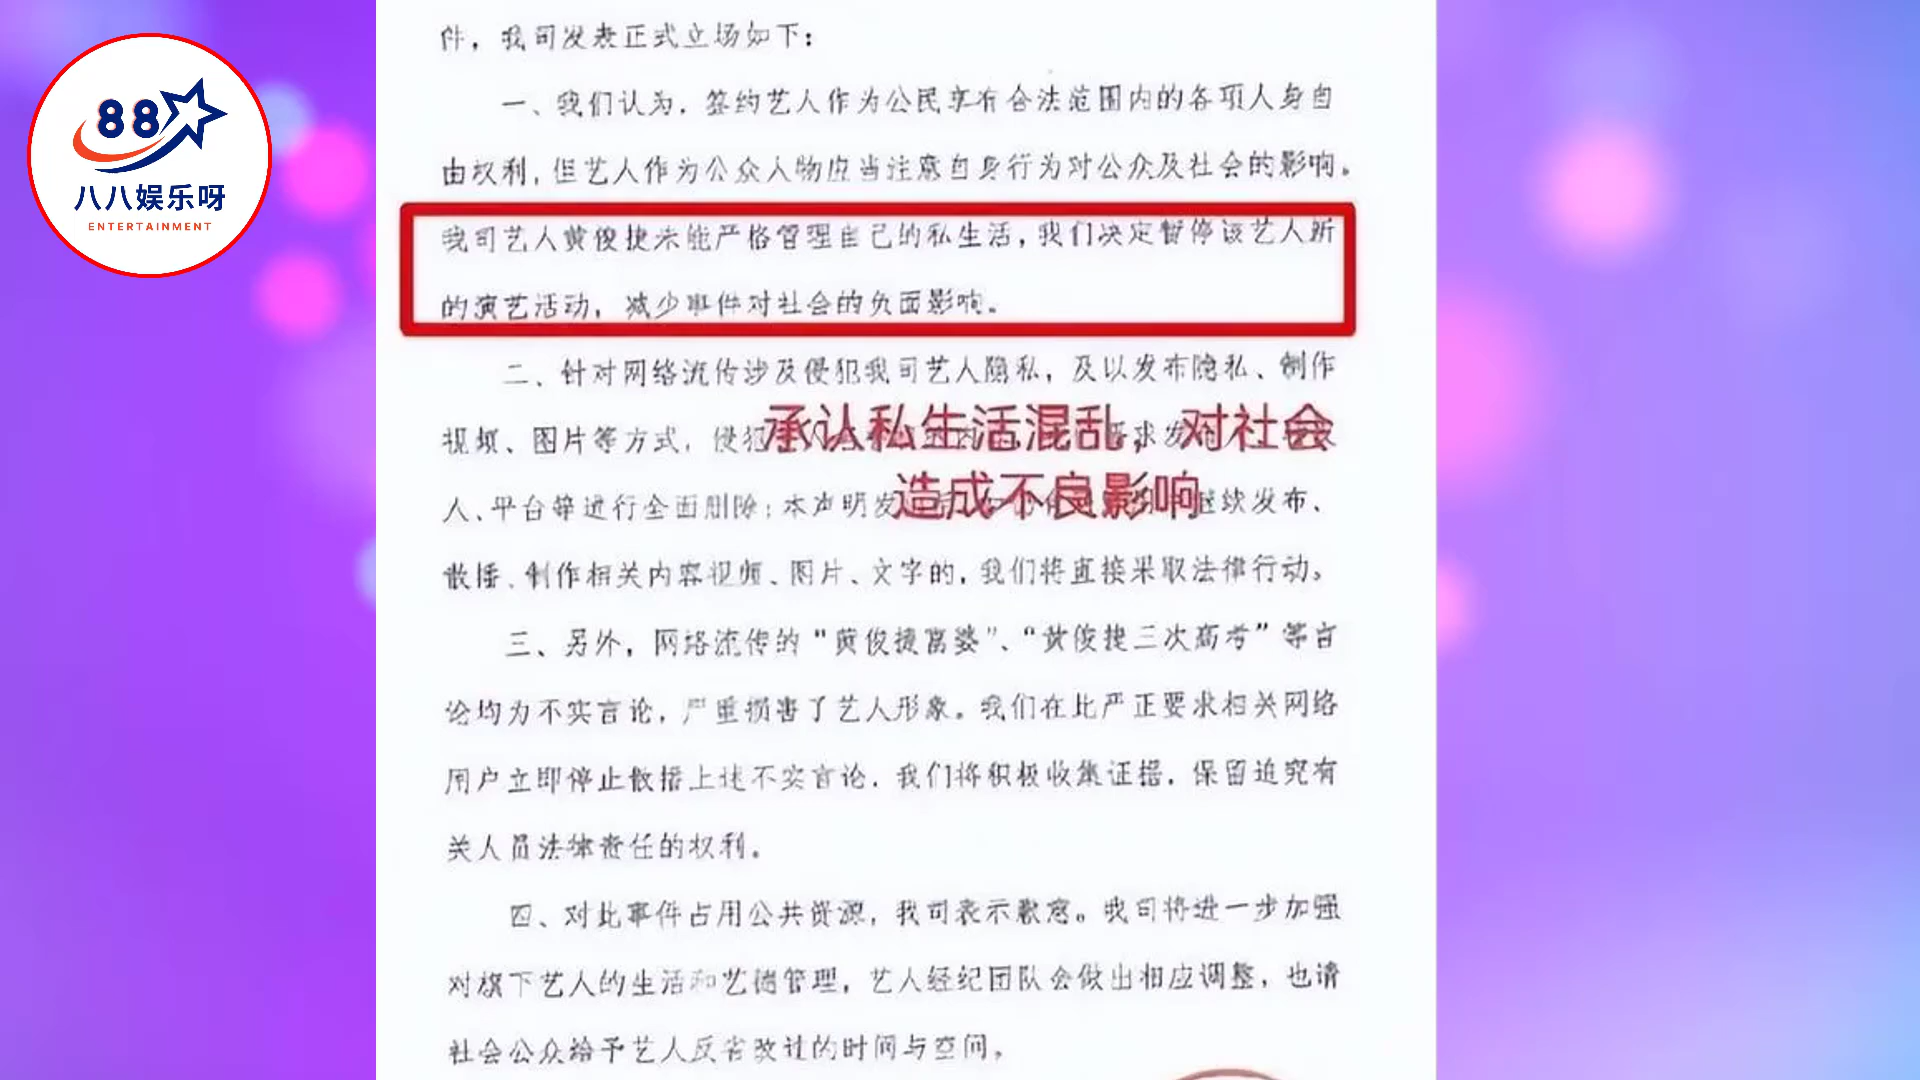 88
八八娱乐呀
ENTERTAINMENT
件，我司发表正式立场如下：
一、我们认为，签约艺人作为公民享有合法范围内的各项人身自
由权利，但艺人作为公众人物应当注意自身行为对公众及社会的影响。
我司艺人黄俊捷未能严格管理自己的私生活，我们决定暂停该艺人新
的演艺活动，减少事件对社会的负面影响。
二、针对网络流传涉及侵犯我司艺人隐私，及以发布隐私、制作
视频、图片等方式，侵犯
承认私生活混乱，对社会
造成不良影响
人、平台等进行全面删除；本声明发 继续发布、
散播、制作相关内容视频、图片、文字的，我们将直接采取法律行动。
三、另外，网络流传的“黄俊捷富婆”、“黄俊捷三次高考”等言
论均为不实言论，严重损害了艺人形象。我们在此严正要求相关网络
用户立即停止散播上述不实言论，我们将积极收集证据，保留追究有
关人员法律责任的权利。
四、对此事件占用公共资源，我司表示歉意。我司将进一步加强
对旗下艺人的生活和艺德管理，艺人经纪团队会做出相应调整，也请
社会公众给予艺人反省改过的时间与空间。